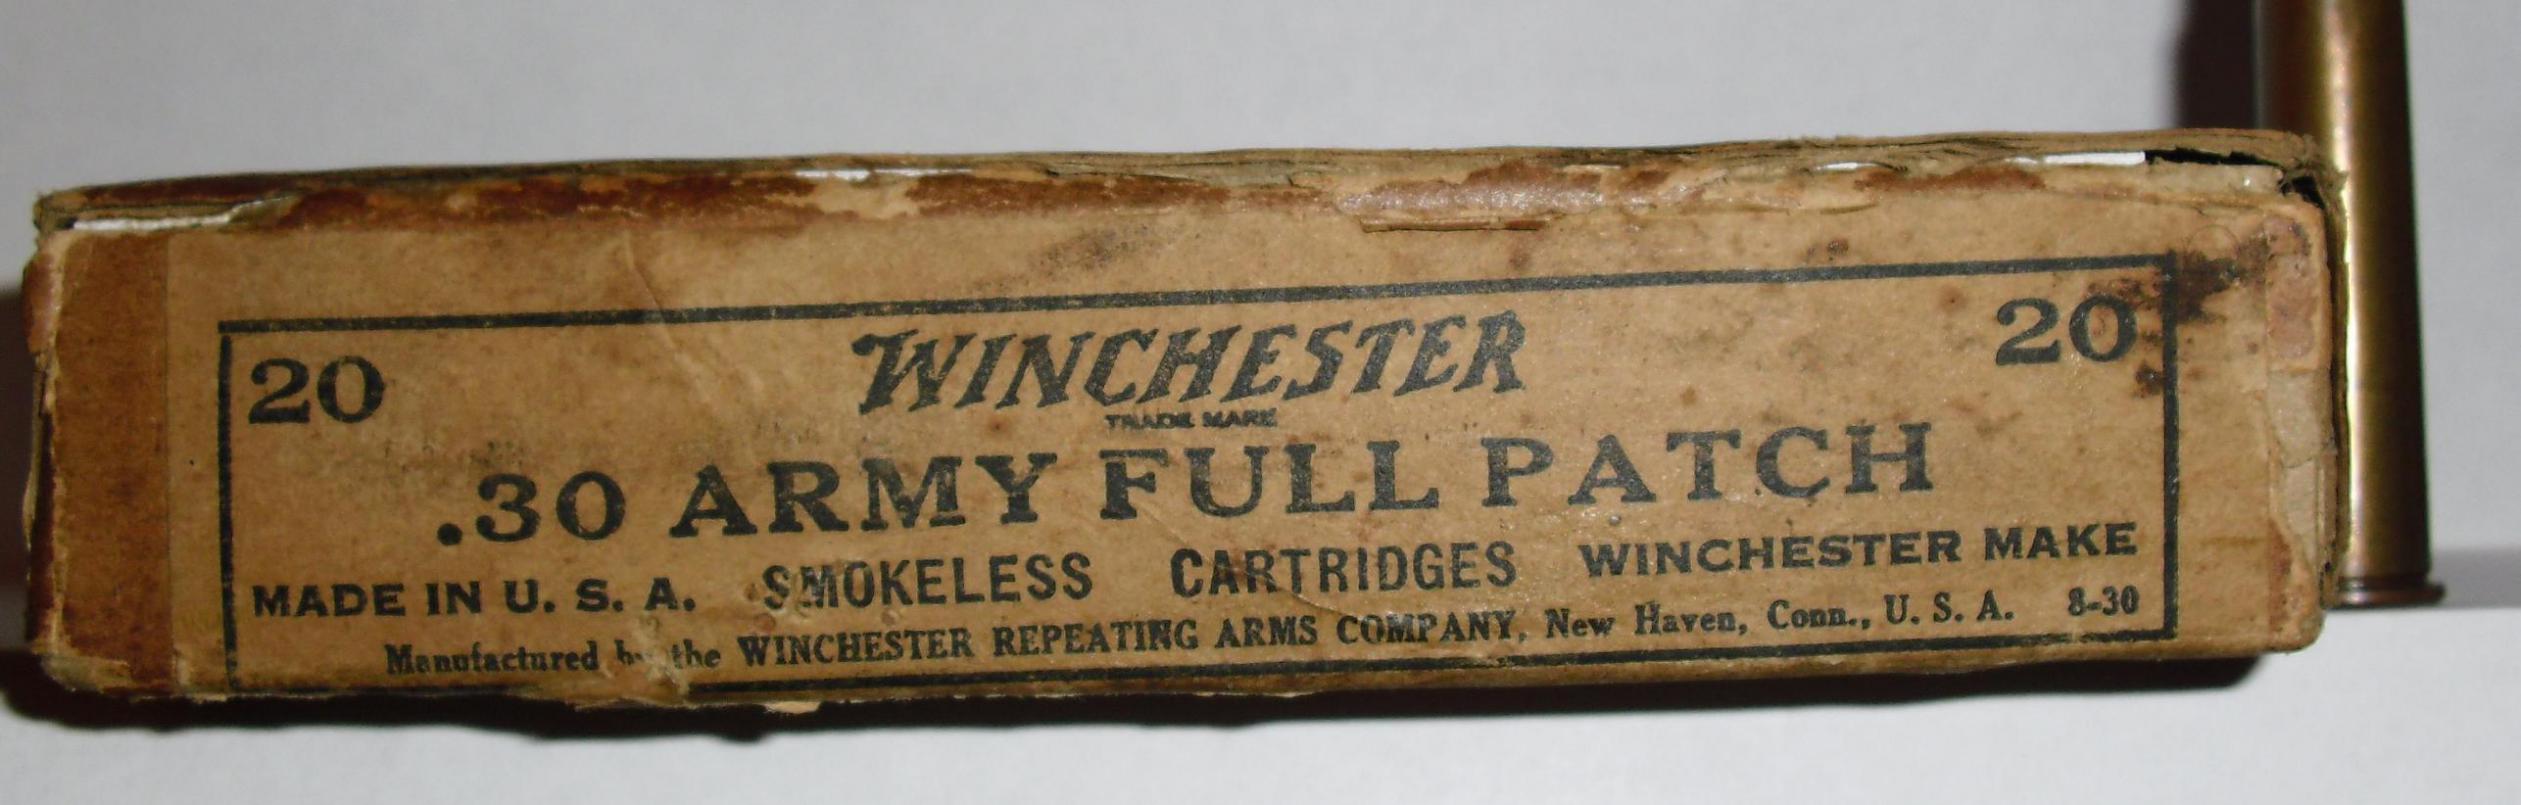 20 WINCHESTER 20
TRADE MARK
.30 ARMY FULL PATCH
MADE IN U. S. A. SMOKELESS CARTRIDGES WINCHESTER MAKE
Manufactured by the WINCHESTER REPEATING ARMS COMPANY, New Haven, Conn., U. S. A. 8-30